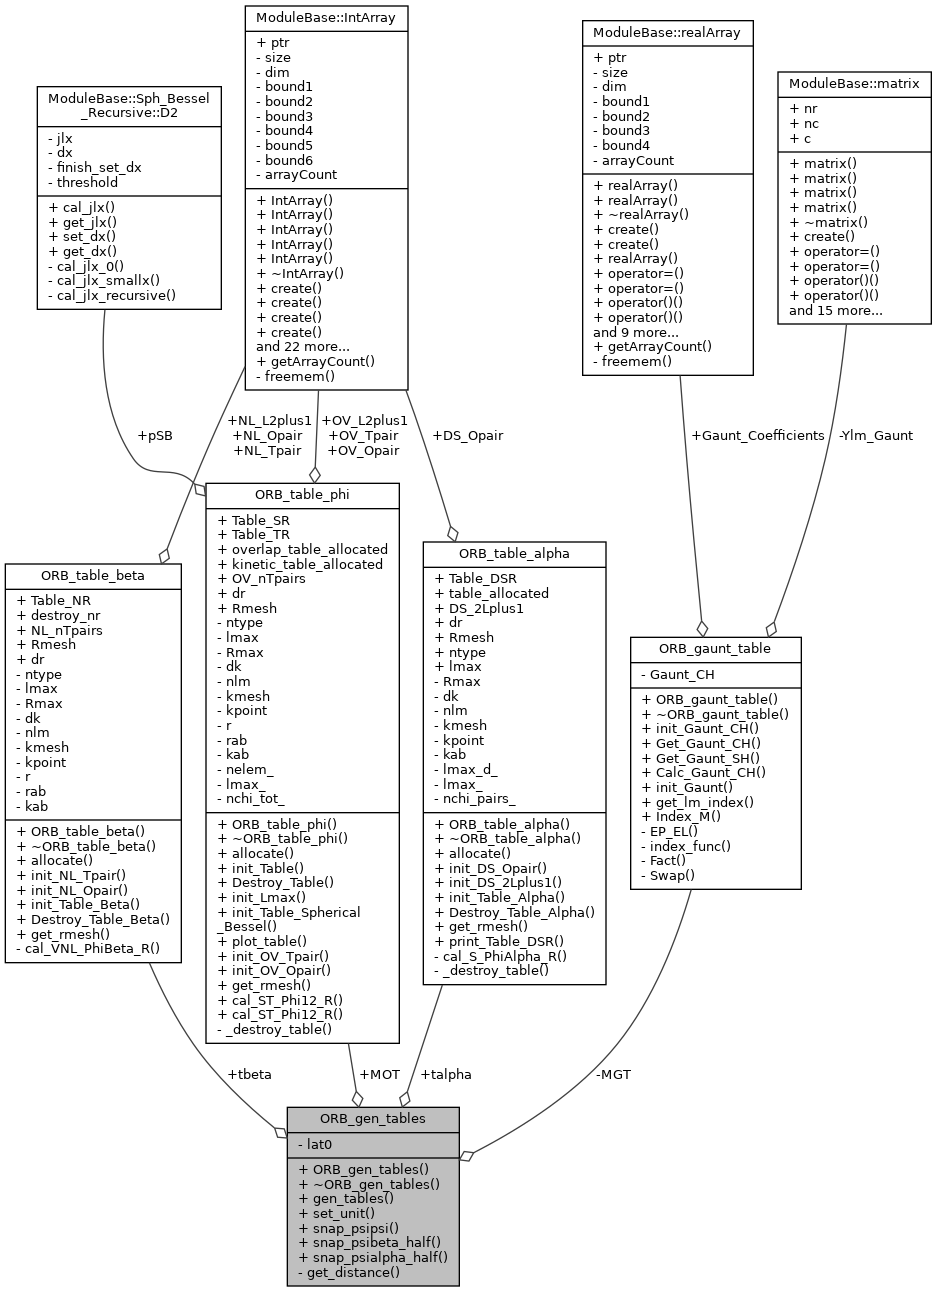 ModuleBase::IntArray
+ ptr
- size
- dim
- bound1
- bound2
- bound3
- bound4
- bound5
- bound6
- arrayCount
+ IntArray()
+ IntArray()
+ IntArray()
+ IntArray()
+ IntArray()
+ ~IntArray()
+ create()
+ create()
+ create()
+ create()
and 22 more...
+ getArrayCount()
- freemem()
ModuleBase::realArray
+ ptr
- size
- dim
- bound1
- bound2
- bound3
- bound4
- arrayCount
+ realArray()
+ realArray()
+ ~realArray()
+ create()
+ create()
+ realArray()
+ operator=()
+ operator=()
+ operator()()
+ operator()()
and 9 more...
+ getArrayCount()
- freemem()
ModuleBase::matrix
+ nr
+ nc
+ c
+ matrix()
+ matrix()
+ matrix()
+ matrix()
+ ~matrix()
+ create()
+ operator=()
+ operator=()
+ operator()()
+ operator()()
and 15 more...
ModuleBase::Sph_Bessel
_Recursive::D2
- jlx
- dx
- finish_set_dx
- threshold
+ cal_jlx()
+ get_jlx()
+ set_dx()
+ get_dx()
- cal_jlx_0()
- cal_jlx_smallx()
- cal_jlx_recursive()
+pSB
+NL_L2plus1
+NL_Opair
+NL_Tpair
+OV_L2plus1
+OV_Tpair
+OV_Opair
+DS_Opair
+Gaunt_Coefficients
-Ylm_Gaunt
ORB_table_beta
+ Table_NR
+ destroy_nr
+ NL_nTpairs
+ Rmesh
+ dr
- ntype
- lmax
- Rmax
- dk
- nlm
- kmesh
- kpoint
- r
- rab
- kab
+ ORB_table_beta()
+ ~ORB_table_beta()
+ allocate()
+ init_NL_Tpair()
+ init_NL_Opair()
+ init_Table_Beta()
+ Destroy_Table_Beta()
+ get_rmesh()
- cal_VNL_PhiBeta_R()
ORB_table_phi
+ Table_SR
+ Table_TR
+ overlap_table_allocated
+ kinetic_table_allocated
+ OV_nTpairs
+ dr
+ Rmesh
- ntype
- lmax
- Rmax
- dk
- nlm
- kmesh
- kpoint
- r
- rab
- kab
- nelem_
- lmax_
- nchi_tot_
+ ORB_table_phi()
+ ~ORB_table_phi()
+ allocate()
+ init_Table()
+ Destroy_Table()
+ init_Lmax()
+ init_Table_Spherical
_Bessel()
+ plot_table()
+ init_OV_Tpair()
+ init_OV_Opair()
+ get_rmesh()
+ cal_ST_Phi12_R()
+ cal_ST_Phi12_R()
- _destroy_table()
ORB_table_alpha
+ Table_DSR
+ table_allocated
+ DS_2Lplus1
+ dr
+ Rmesh
+ ntype
+ lmax
- Rmax
- dk
- nlm
- kmesh
- kpoint
- kab
- lmax_d_
- lmax_
- nchi_pairs_
+ ORB_table_alpha()
+ ~ORB_table_alpha()
+ allocate()
+ init_DS_Opair()
+ init_DS_2Lplus1()
+ init_Table_Alpha()
+ Destroy_Table_Alpha()
+ get_rmesh()
+ print_Table_DSR()
- cal_S_PhiAlpha_R()
- _destroy_table()
ORB_gaunt_table
- Gaunt_CH
+ ORB_gaunt_table()
+ ~ORB_gaunt_table()
+ init_Gaunt_CH()
+ Get_Gaunt_CH()
+ Get_Gaunt_SH()
+ Calc_Gaunt_CH()
+ init_Gaunt()
+ get_lm_index()
+ Index_M()
- EP_EL()
- index_func()
- Fact()
- Swap()
+tbeta
+MOT
+talpha
-MGT
ORB_gen_tables
- lat0
+ ORB_gen_tables()
+ ~ORB_gen_tables()
+ gen_tables()
+ set_unit()
+ snap_psipsi()
+ snap_psibeta_half()
+ snap_psialpha_half()
- get_distance()